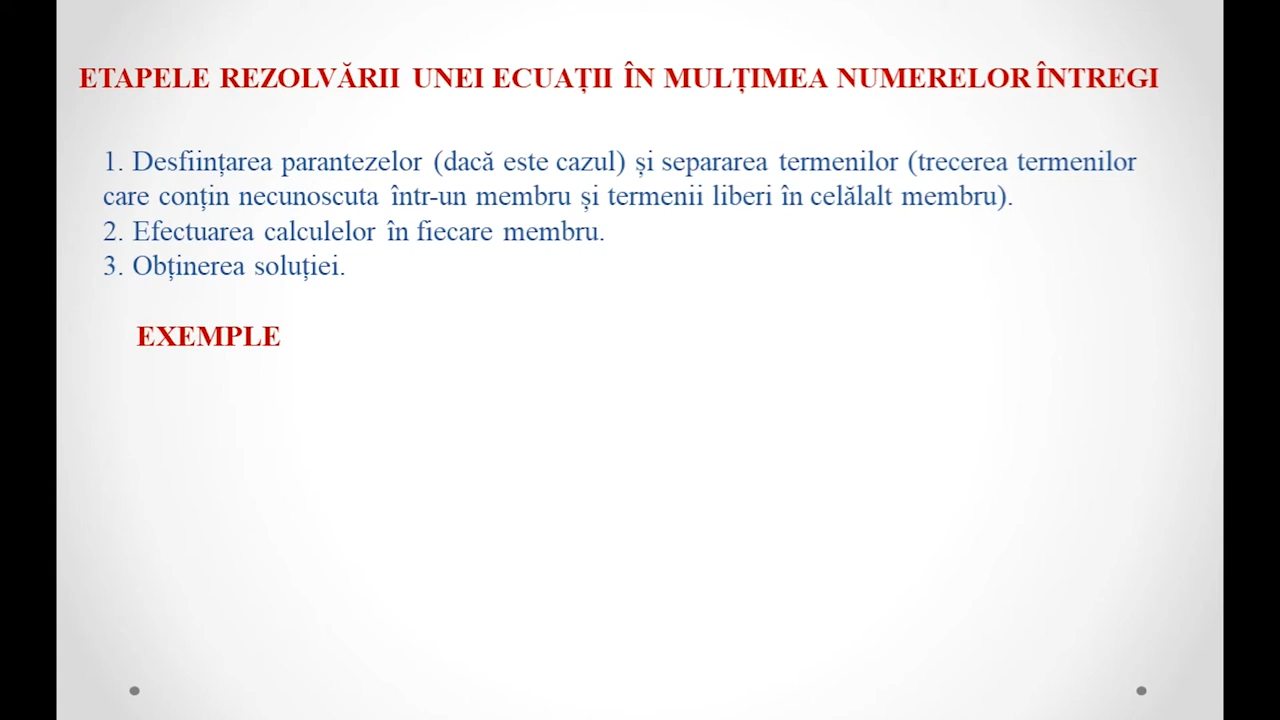 ETAPELE REZOLVĂRII UNEI ECUAȚII ÎN MULȚIMEA NUMERELOR ÎNTREGI
1. Desființarea parantezelor (dacă este cazul) și separarea termenilor (trecerea termenilor
care conțin necunoscuta într-un membru și termenii liberi în celălalt membru).
2. Efectuarea calculelor în fiecare membru.
3. Obținerea soluției.
EXEMPLE